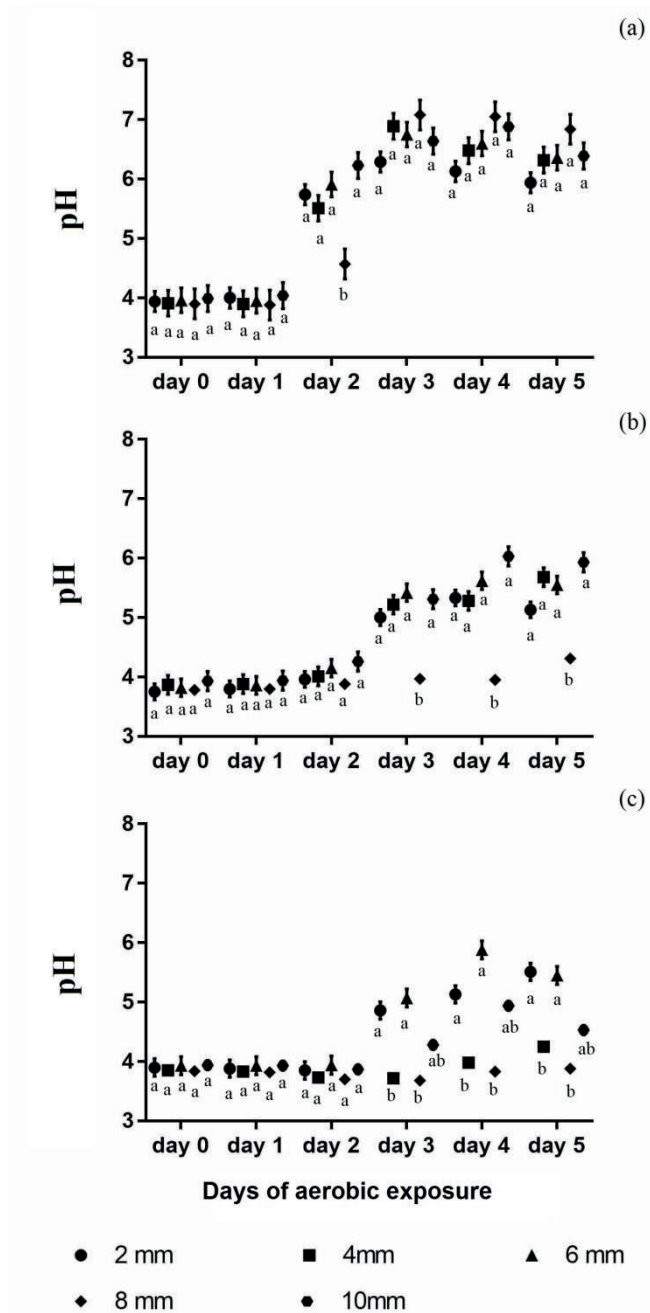 (a)
8
7
a a a a a a a a a a a a a a a
6
a a a a
5
pH
b
4
a a a a a a a a a a
3
day 0 day 1 day 2 day 3 day 4 day 5
(b)
8
7
6
pH
a a a a a a a a a a a a
5
4
a a a a a a a a a a a a a a a b b b
3
day 0 day 1 day 2 day 3 day 4 day 5
(c)
8
7
6
pH
a a a a a a
5
ab ab ab
4
a a a a a a a a a a a a a a a b b b b b b
3
day 0 day 1 day 2 day 3 day 4 day 5
Days of aerobic exposure
2 mm 4mm 6 mm
8 mm 10mm